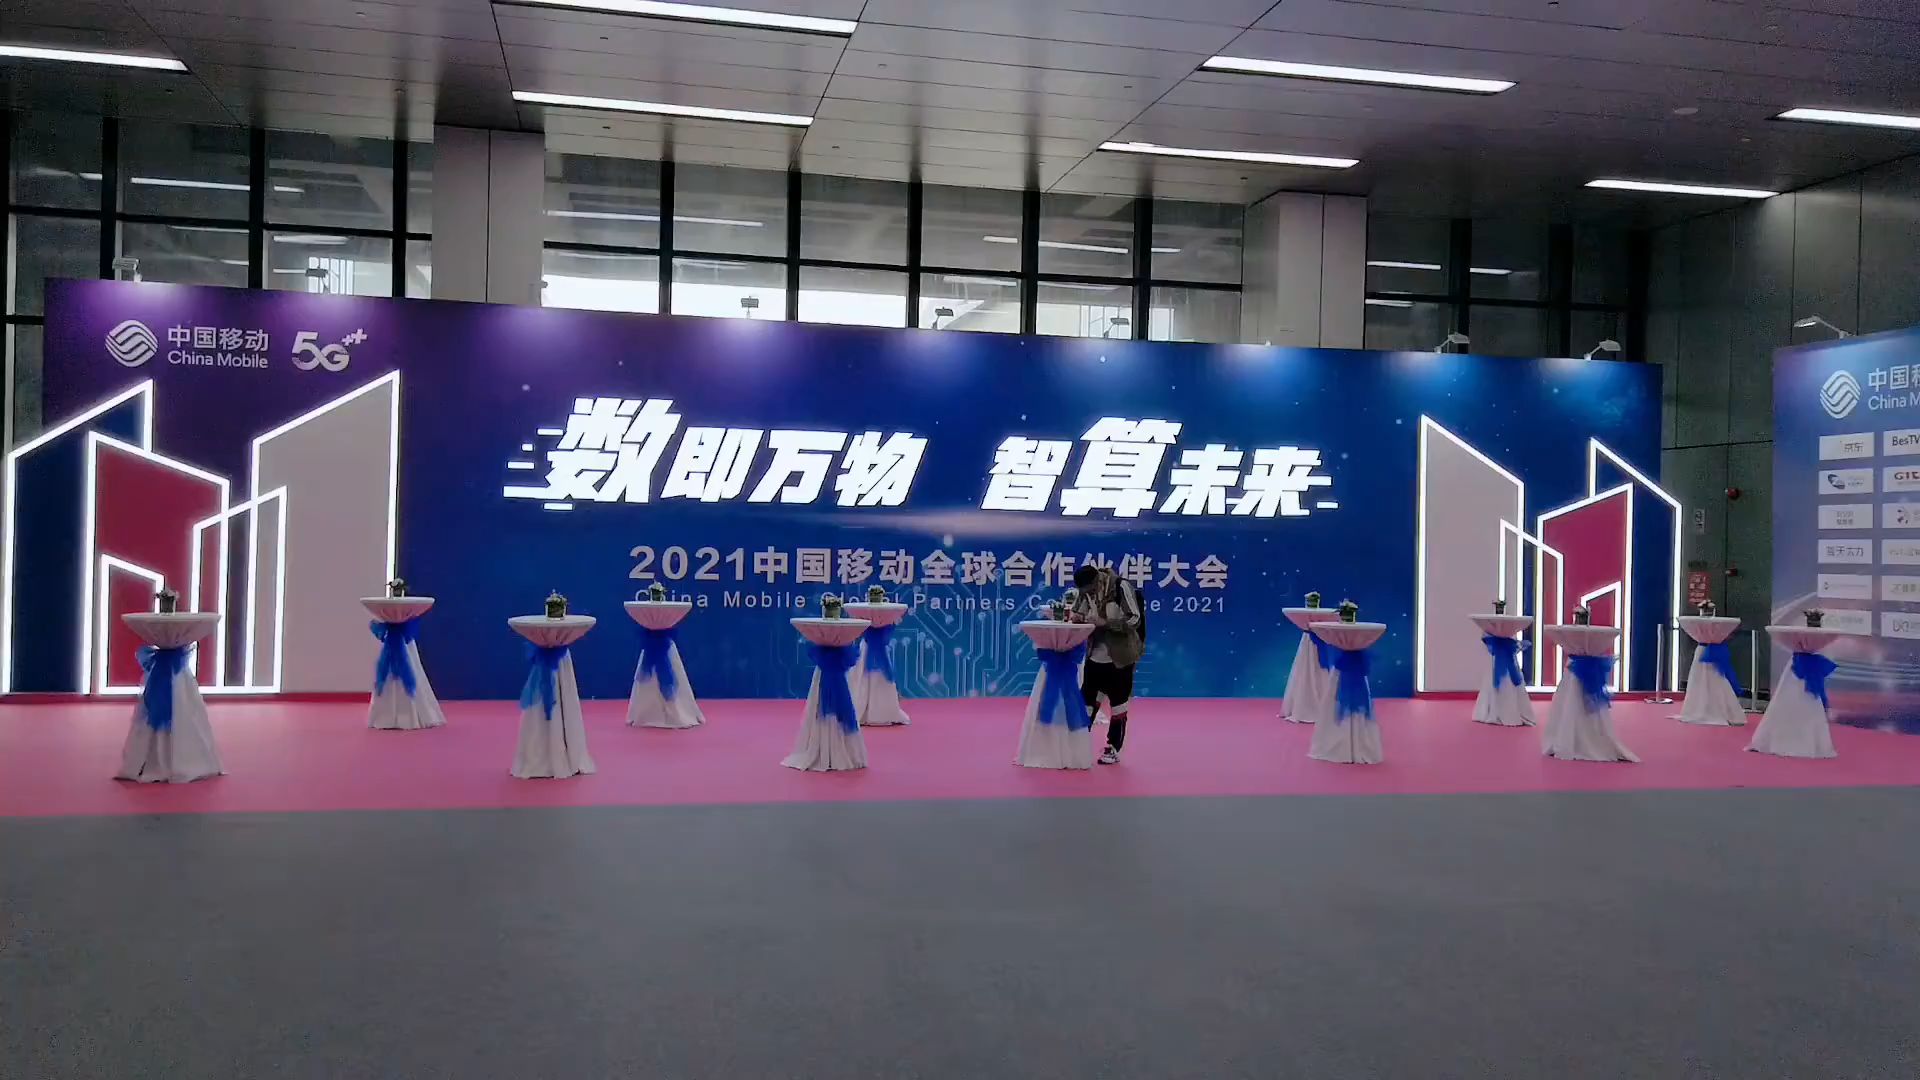 中国移动
China Mobile
5G++
数即万物 智算未来
2021中国移动全球合作伙伴大会
China Mobile Global Partners 2021
中国移
China M
京东
BesTV